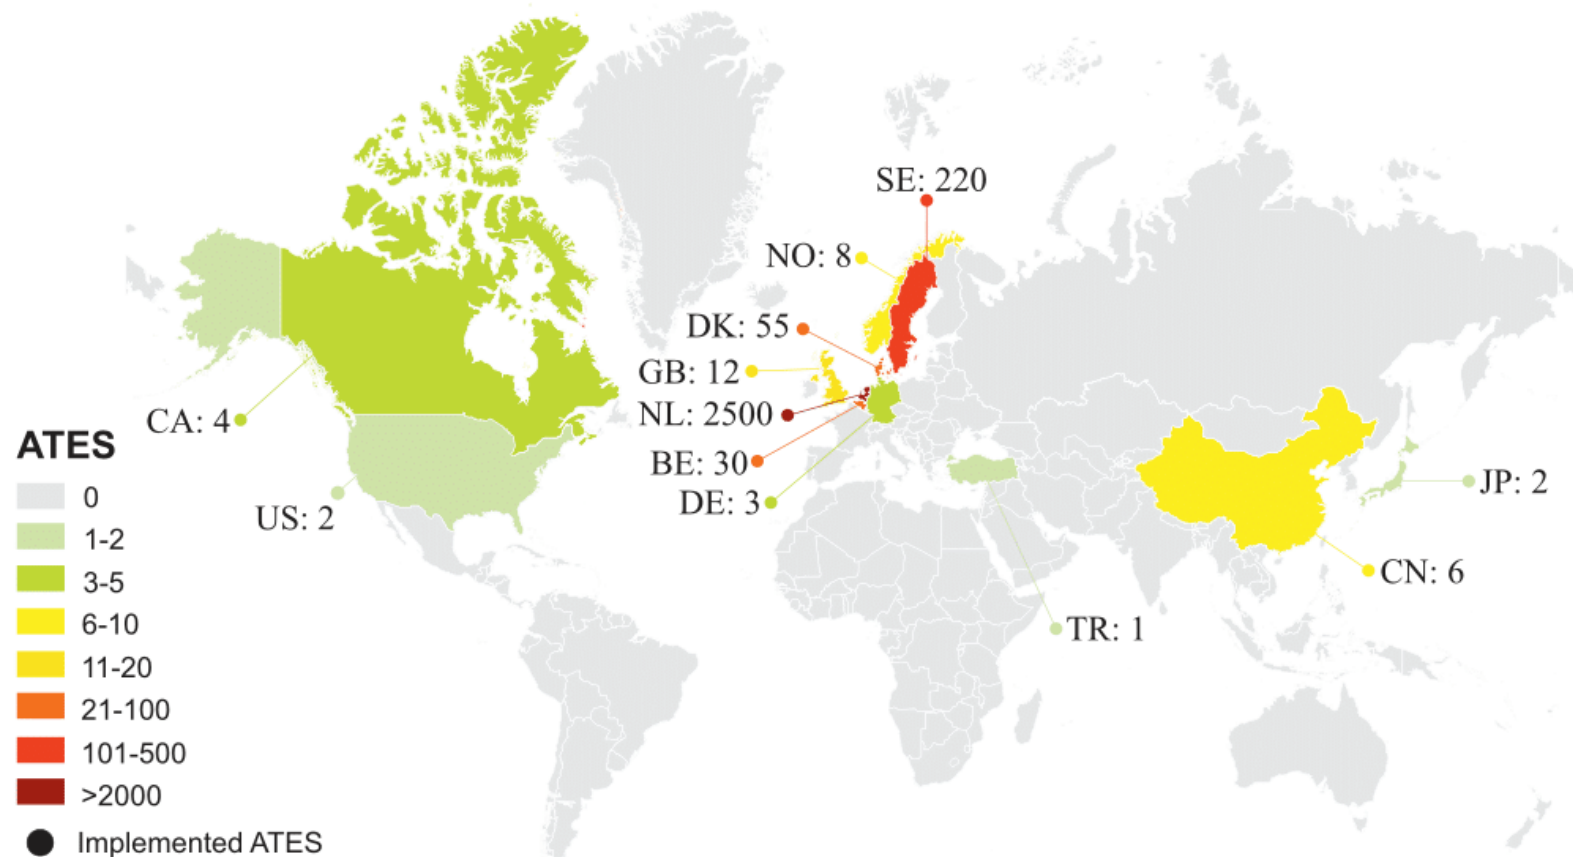 SE: 220
NO: 8
DK: 55
GB: 12
NL: 2500
BE: 30
DE: 3
CA: 4
US: 2
JP: 2
CN: 6
TR: 1
ATES
0
1-2
3-5
6-10
11-20
21-100
101-500
>2000
Implemented ATES